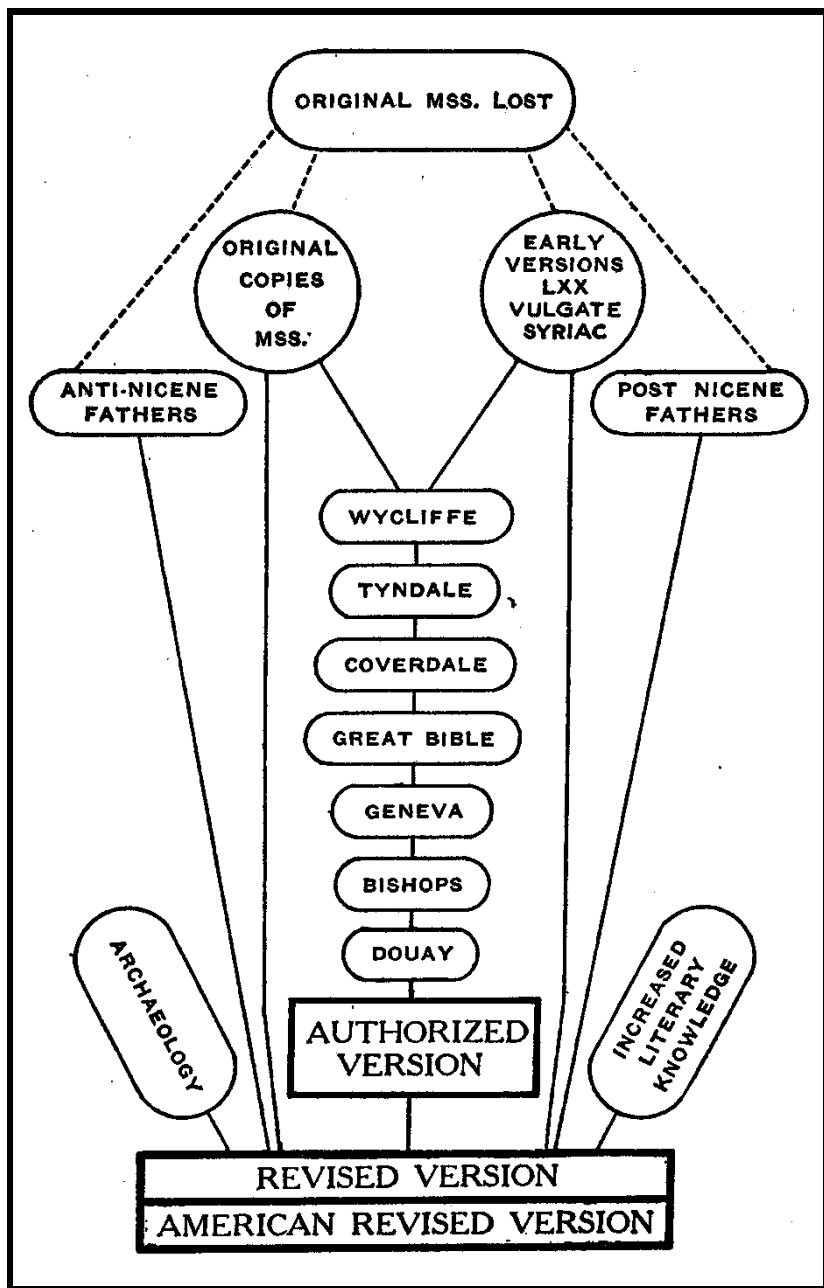 ORIGINAL MSS. LOST
ORIGINAL
COPIES
OF
MSS.
EARLY
VERSIONS
LXX
VULGATE
SYRIAC
ANTI-NICENE
FATHERS
POST NICENE
FATHERS
WYCLIFFE
TYNDALE
COVERDALE
GREAT BIBLE
GENEVA
BISHOPS
DOUAY
ARCHAEOLOGY
INCREASED
LITERARY
KNOWLEDGE
AUTHORIZED
VERSION
REVISED VERSION
AMERICAN REVISED VERSION